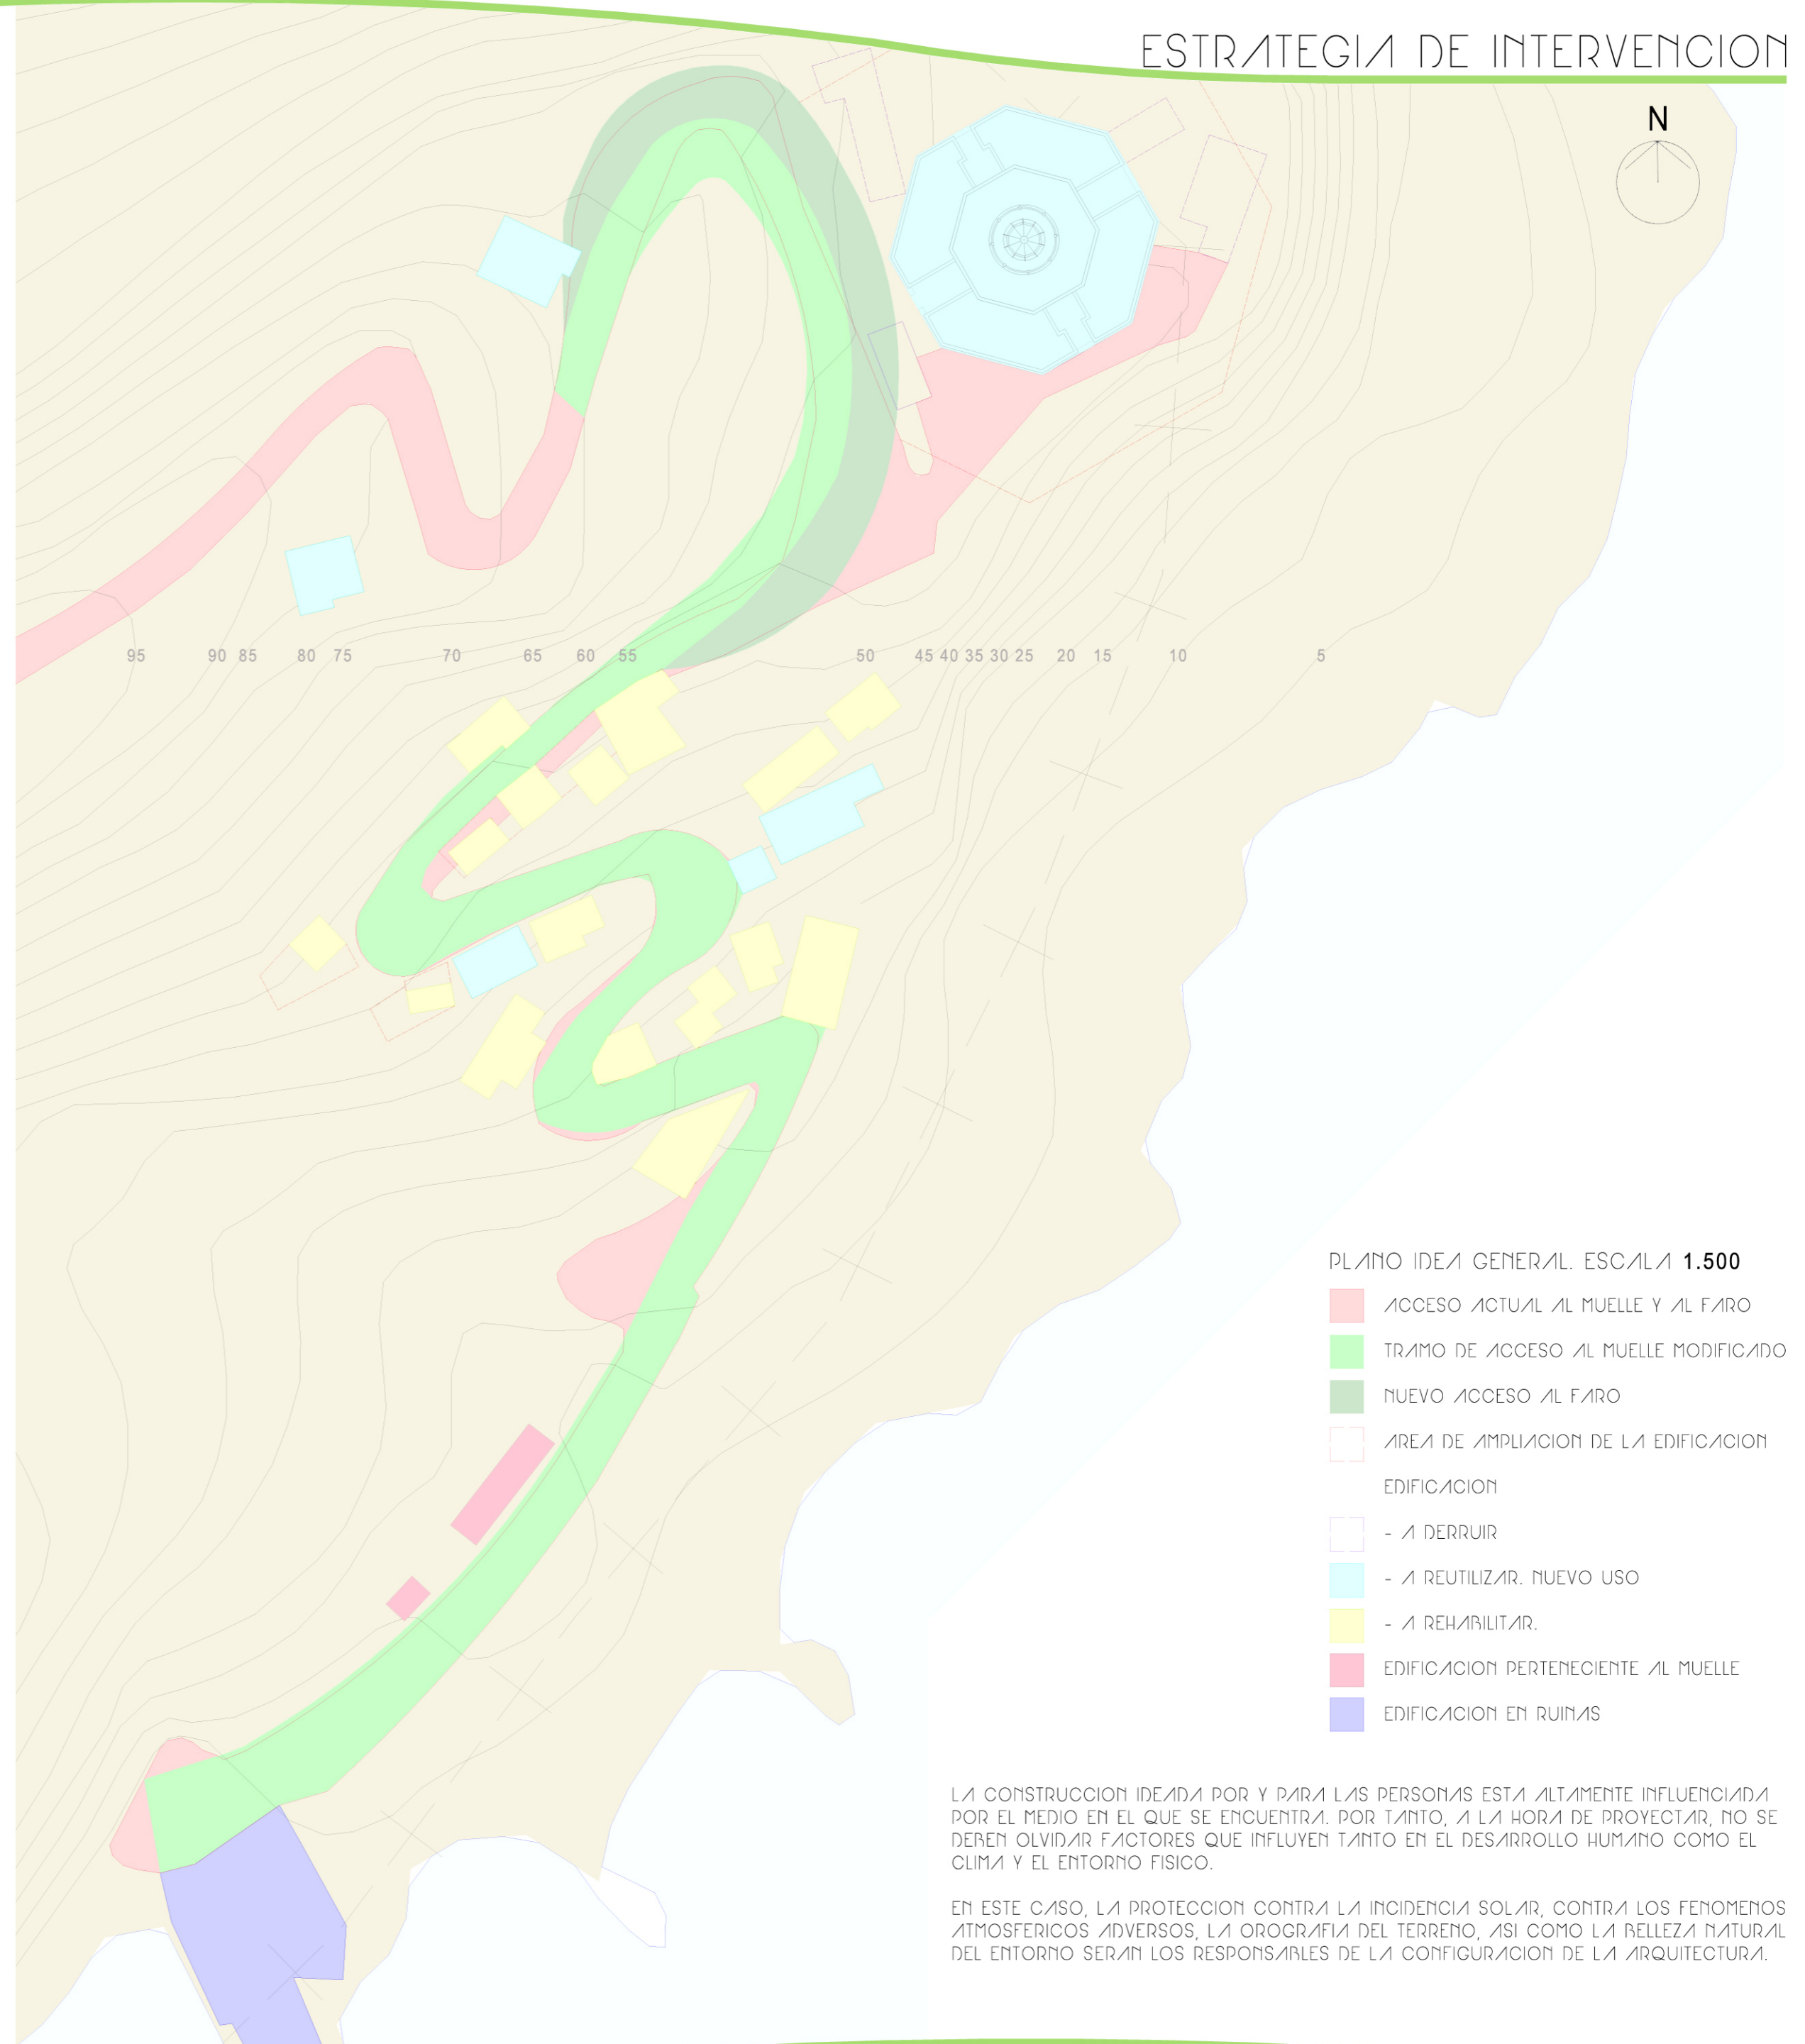 ESTRATEGIA DE INTERVENCION
N
95 90 85 80 75 70 65 60 55 50 45 40 35 30 25 20 15 10 5
PLANO IDEA GENERAL. ESCALA 1.500
ACCESO ACTUAL AL MUELLE Y AL FARO
TRAMO DE ACCESO AL MUELLE MODIFICADO
NUEVO ACCESO AL FARO
AREA DE AMPLIACION DE LA EDIFICACION
EDIFICACION
- A DERRUIR
- A REUTILIZAR. NUEVO USO
- A REHABILITAR.
EDIFICACION PERTENECIENTE AL MUELLE
EDIFICACION EN RUINAS
LA CONSTRUCCION IDEADA POR Y PARA LAS PERSONAS ESTA ALTAMENTE INFLUENCIADA
POR EL MEDIO EN EL QUE SE ENCUENTRA. POR TANTO, A LA HORA DE PROYECTAR, NO SE
DEBEN OLVIDAR FACTORES QUE INFLUYEN TANTO EN EL DESARROLLO HUMANO COMO EL
CLIMA Y EL ENTORNO FISICO.
EN ESTE CASO, LA PROTECCION CONTRA LA INCIDENCIA SOLAR, CONTRA LOS FENOMENOS
ATMOSFERICOS ADVERSOS, LA OROGRAFIA DEL TERRENO, ASI COMO LA BELLEZA NATURAL
DEL ENTORNO SERAN LOS RESPONSABLES DE LA CONFIGURACION DE LA ARQUITECTURA.